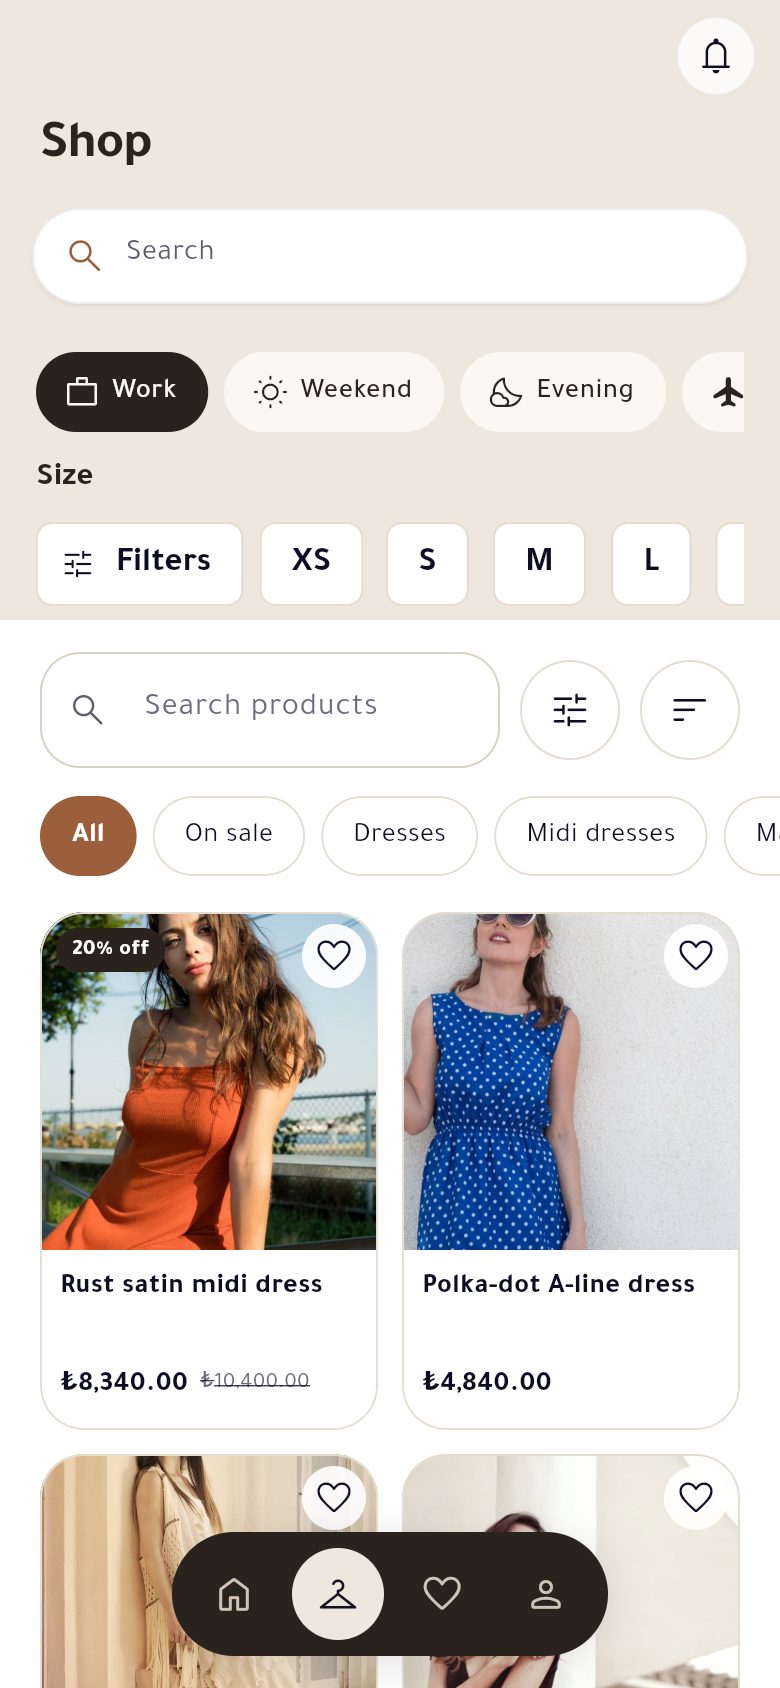 Shop
Search
Work Weekend Evening
Size
Filters XS S M L
Search products
All On sale Dresses Midi dresses
20% off
Rust satin midi dress Polka-dot A-line dress
₺8,340.00 ₺10,400.00 ₺4,840.00